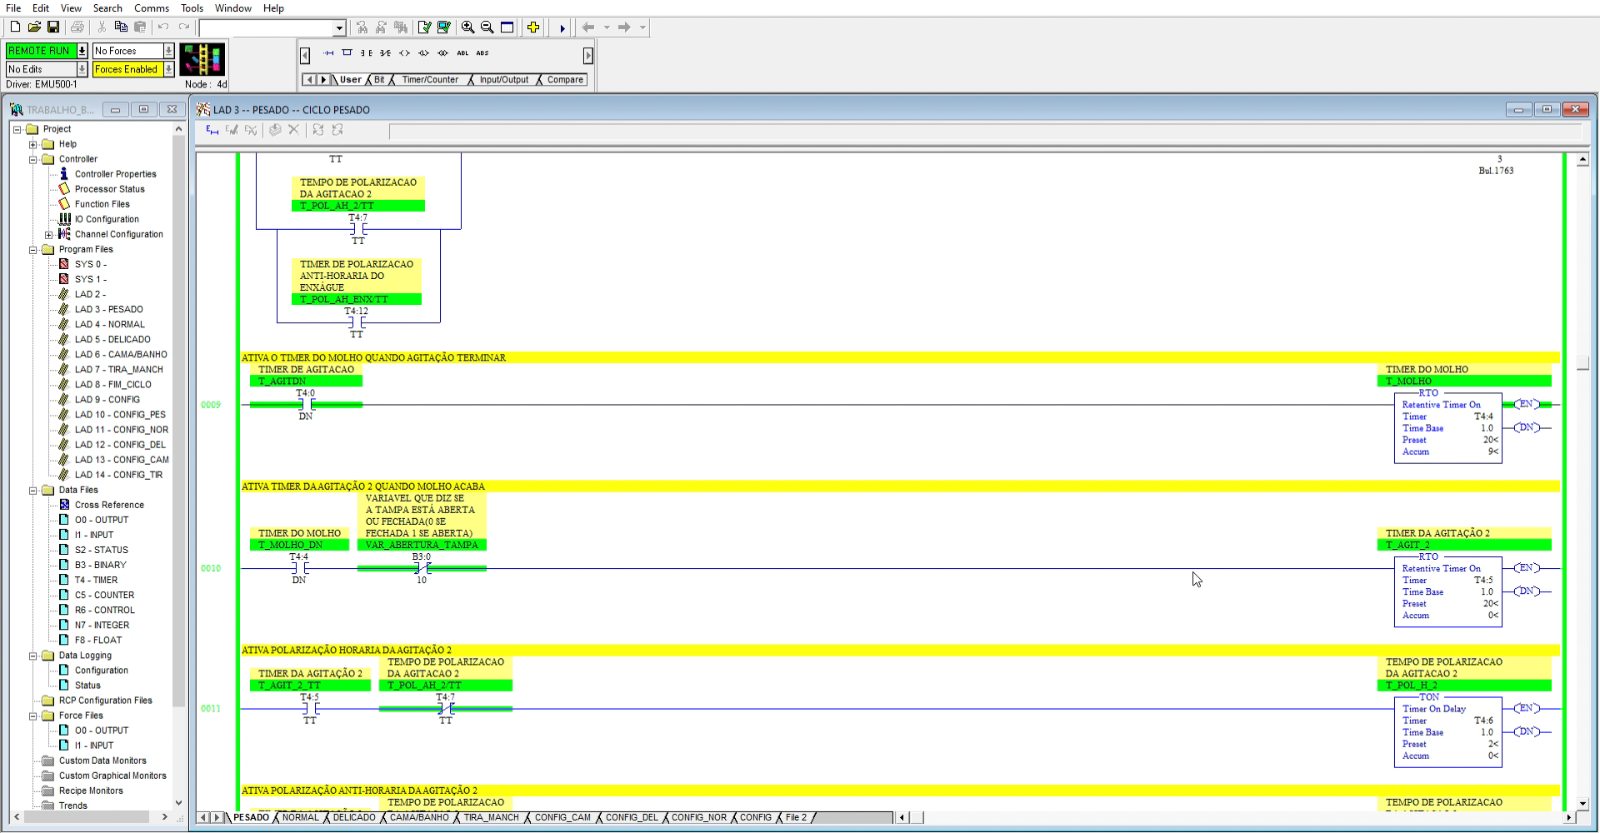 File Edit View Search Comms Tools Window Help
REMOTE RUN No Forces
No Edits Forces Enabled
Driver: EMU500-1 Node : 4d
ABL ABS
User Bit Timer/Counter Input/Output Compare
TRABALHO_B...
Project
Help
Controller
Controller Properties
Processor Status
Function Files
IO Configuration
Channel Configuration
Program Files
SYS 0 -
SYS 1 -
LAD 2 -
LAD 3 - PESADO
LAD 4 - NORMAL
LAD 5 - DELICADO
LAD 6 - CAMA/BANHO
LAD 7 - TIRA_MANCH
LAD 8 - FIM_CICLO
LAD 9 - CONFIG
LAD 10 - CONFIG_PES
LAD 11 - CONFIG_NOR
LAD 12 - CONFIG_DEL
LAD 13 - CONFIG_CAM
LAD 14 - CONFIG_TIR
Data Files
Cross Reference
O0 - OUTPUT
I1 - INPUT
S2 - STATUS
B3 - BINARY
T4 - TIMER
C5 - COUNTER
R6 - CONTROL
N7 - INTEGER
F8 - FLOAT
Data Logging
Configuration
Status
RCP Configuration Files
Force Files
O0 - OUTPUT
I1 - INPUT
Custom Data Monitors
Custom Graphical Monitors
Recipe Monitors
Trends
LAD 3 -- PESADO -- CICLO PESADO
TT
3
Bul.1763
TEMPO DE POLARIZACAO
DA AGITACAO 2
T_POL_AH_2/TT
T4:7
TT
TIMER DE POLARIZACAO
ANTI-HORARIA DO
ENXÁGUE
T_POL_AH_ENX/TT
T4:12
TT
ATIVA O TIMER DO MOLHO QUANDO AGITAÇÃO TERMINAR
TIMER DE AGITACAO
T_AGITDN
T4:0
DN
0009
TIMER DO MOLHO
T_MOLHO
RTO
Retentive Timer On
Timer T4:4
Time Base 1.0
Preset 20<
Accum 9<
EN
DN
ATIVA TIMER DA AGITAÇÃO 2 QUANDO MOLHO ACABA
VARIAVEL QUE DIZ SE
A TAMPA ESTÁ ABERTA
OU FECHADA(0 SE
FECHADA 1 SE ABERTA)
VAR_ABERTURA_TAMPA
TIMER DO MOLHO
T_MOLHO_DN
T4:4
DN
B3:0
10
0010
TIMER DA AGITAÇÃO 2
T_AGIT_2
RTO
Retentive Timer On
Timer T4:5
Time Base 1.0
Preset 20<
Accum 0<
EN
DN
ATIVA POLARIZAÇÃO HORARIA DA AGITAÇÃO 2
TIMER DA AGITAÇÃO 2
T_AGIT_2_TT
T4:5
TT
TEMPO DE POLARIZACAO
DA AGITACAO 2
T_POL_AH_2/TT
T4:7
TT
0011
TEMPO DE POLARIZACAO
DA AGITACAO 2
T_POL_H_2
TON
Timer On Delay
Timer T4:6
Time Base 1.0
Preset 2<
Accum 0<
EN
DN
ATIVA POLARIZAÇÃO ANTI-HORARIA DA AGITAÇÃO 2
TEMPO DE POLARIZACAO
TEMPO DE POLARIZACAO
PESADO NORMAL DELICADO CAMA/BANHO TIRA_MANCH CONFIG_CAM CONFIG_DEL CONFIG_NOR CONFIG File 2